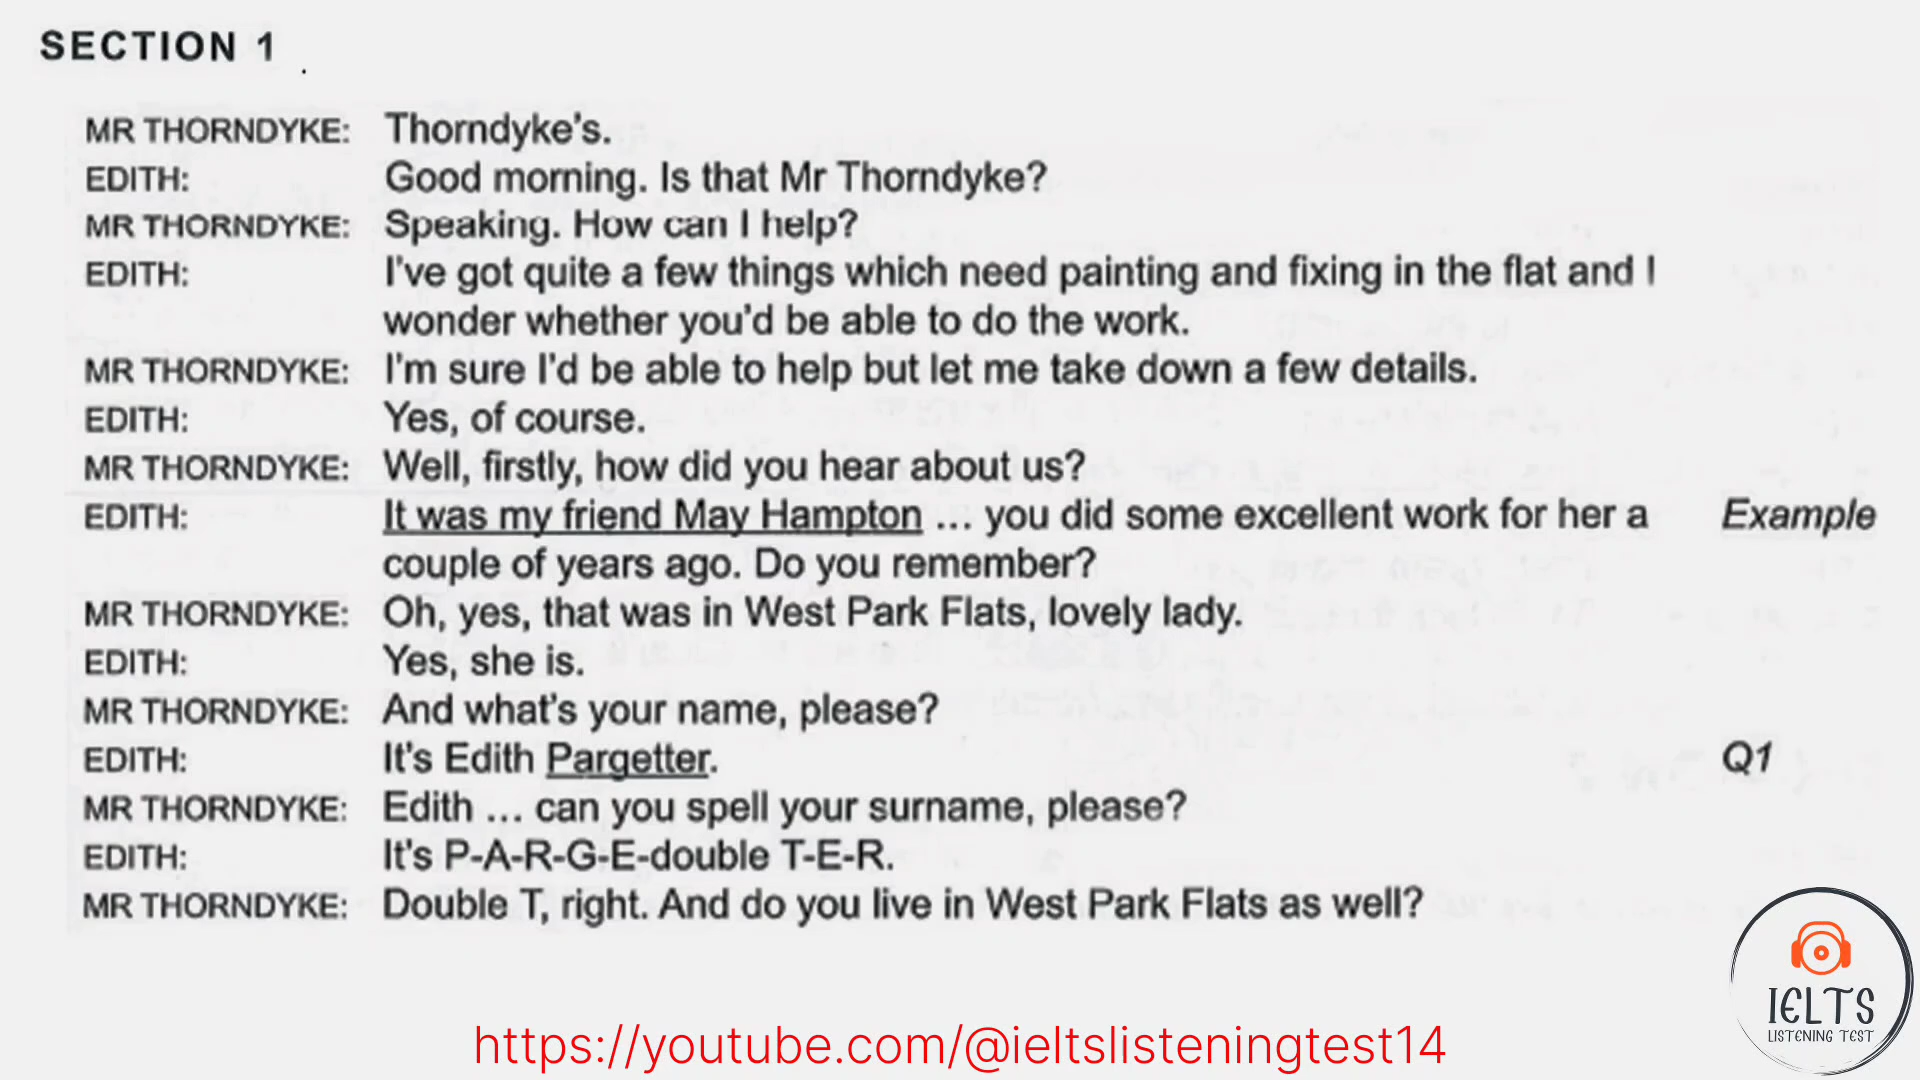 SECTION 1
MR THORNDYKE: Thorndyke's.
EDITH: Good morning. Is that Mr Thorndyke?
MR THORNDYKE: Speaking. How can I help?
EDITH: I've got quite a few things which need painting and fixing in the flat and I
wonder whether you'd be able to do the work.
MR THORNDYKE: I'm sure I'd be able to help but let me take down a few details.
EDITH: Yes, of course.
MR THORNDYKE: Well, firstly, how did you hear about us?
EDITH: It was my friend May Hampton ... you did some excellent work for her a Example
couple of years ago. Do you remember?
MR THORNDYKE: Oh, yes, that was in West Park Flats, lovely lady.
EDITH: Yes, she is.
MR THORNDYKE: And what's your name, please?
EDITH: It's Edith Pargetter. Q1
MR THORNDYKE: Edith ... can you spell your surname, please?
EDITH: It's P-A-R-G-E-double T-E-R.
MR THORNDYKE: Double T, right. And do you live in West Park Flats as well?
IELTS
LISTENING TEST
https://youtube.com/@ieltslisteningtest14